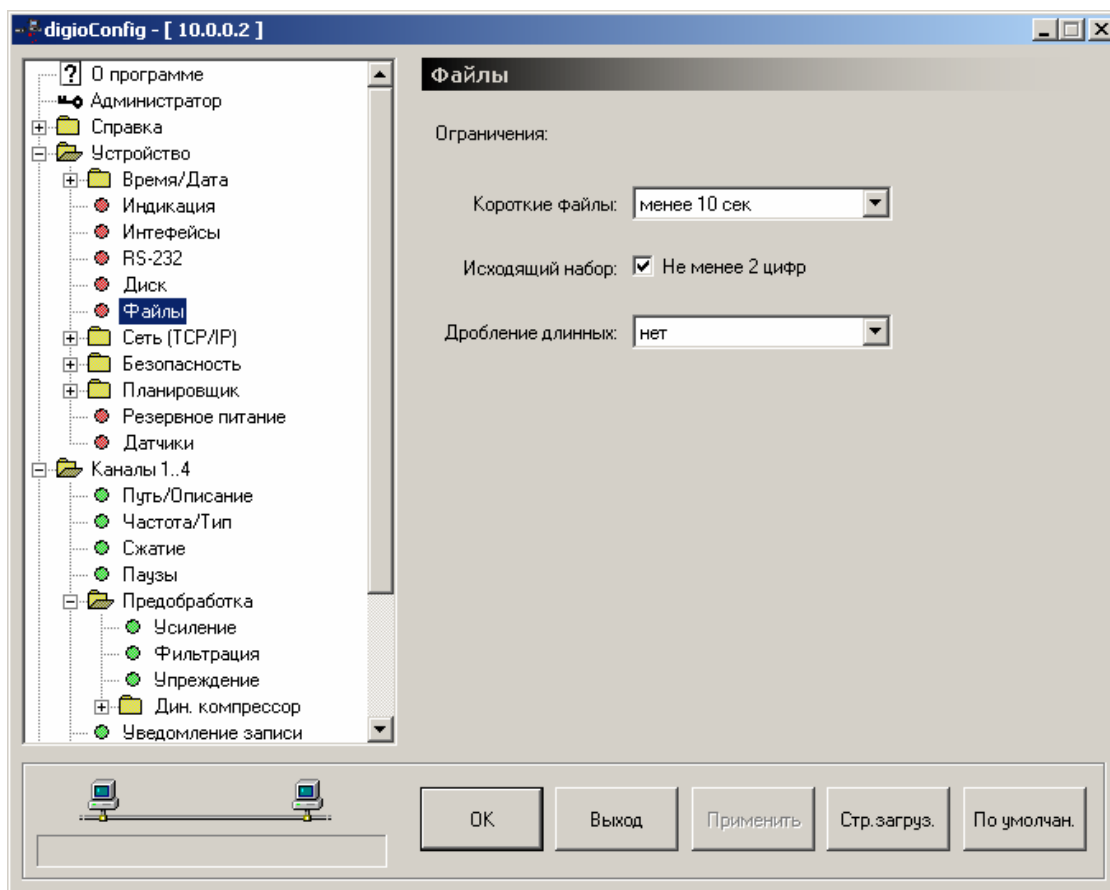 digioConfig - [ 10.0.0.2 ]
О программе
Администратор
Справка
Устройство
Время/Дата
Индикация
Интефейсы
RS-232
Диск
Файлы
Сеть (TCP/IP)
Безопасность
Планировщик
Резервное питание
Датчики
Каналы 1..4
Путь/Описание
Частота/Тип
Сжатие
Паузы
Предобработка
Усиление
Фильтрация
Упреждение
Дин. компрессор
Уведомление записи
Файлы
Ограничения:
Короткие файлы: менее 10 сек
Исходящий набор: Не менее 2 цифр
Дробление длинных: нет
OK Выход Применить Стр.загруз. По умолчан.